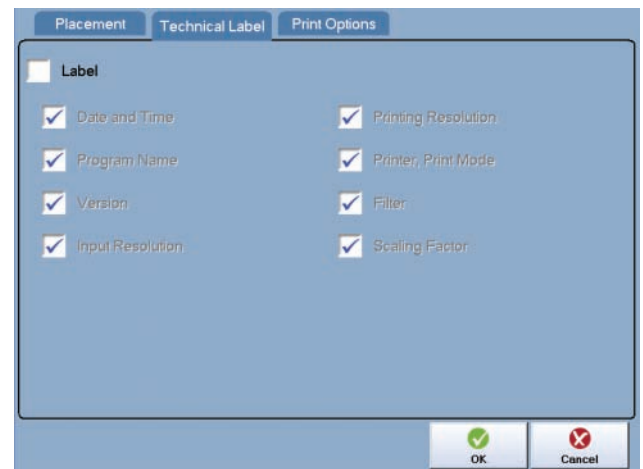 Placement Technical Label Print Options
Label
Date and Time Printing Resolution
Program Name Printer, Print Mode
Version Filter
Input Resolution Scaling Factor
OK Cancel